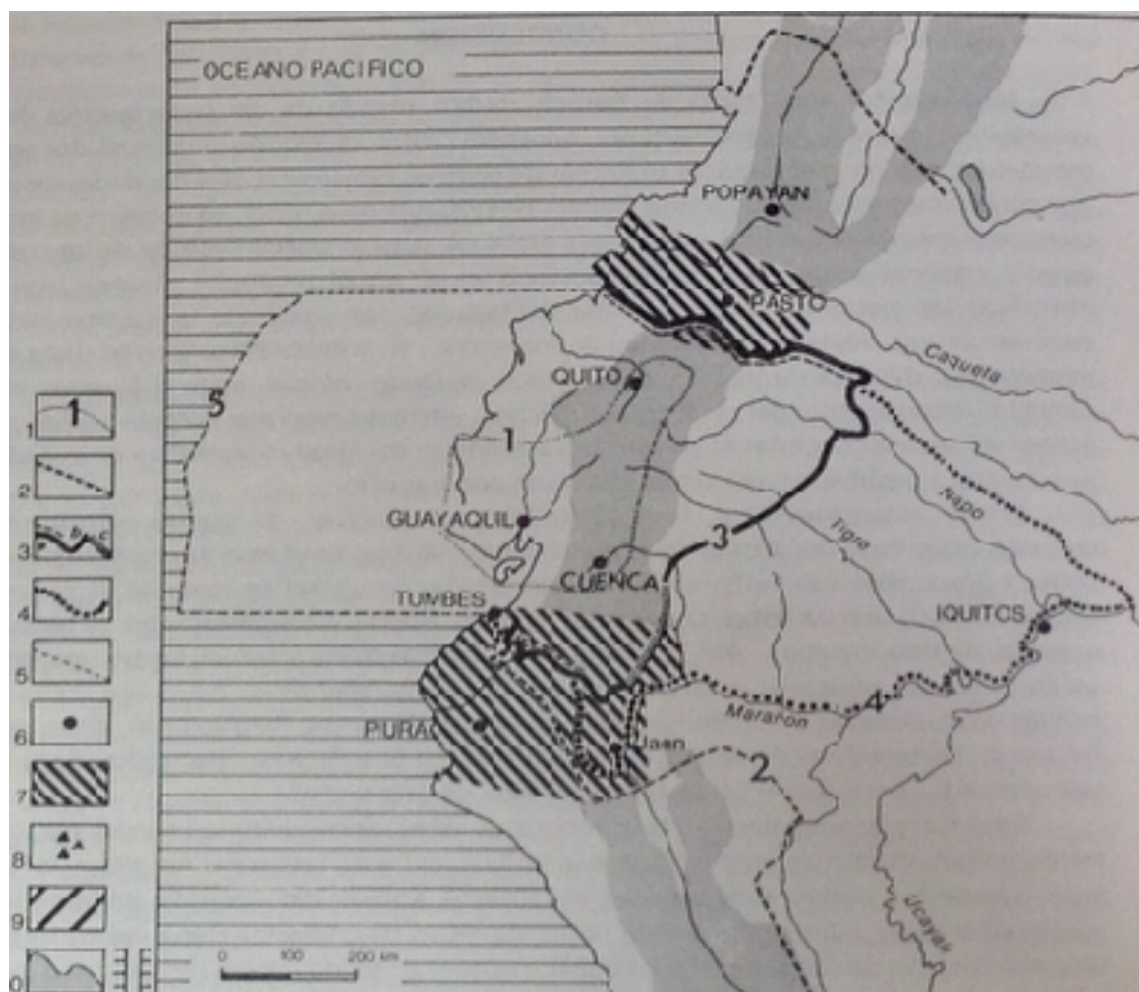 OCEANO PACIFICO
POPAYAN
PASTO
Caqueta
QUITO
5
1
1
1
2
GUAYAQUIL
3
Napo
Tigre
b c
3
CUENCA
4
TUMBES
IQUITOS
5
4
Marañon
6
PURA
Jaen
2
7
8
Ucayali
9
0 100 200 km
0